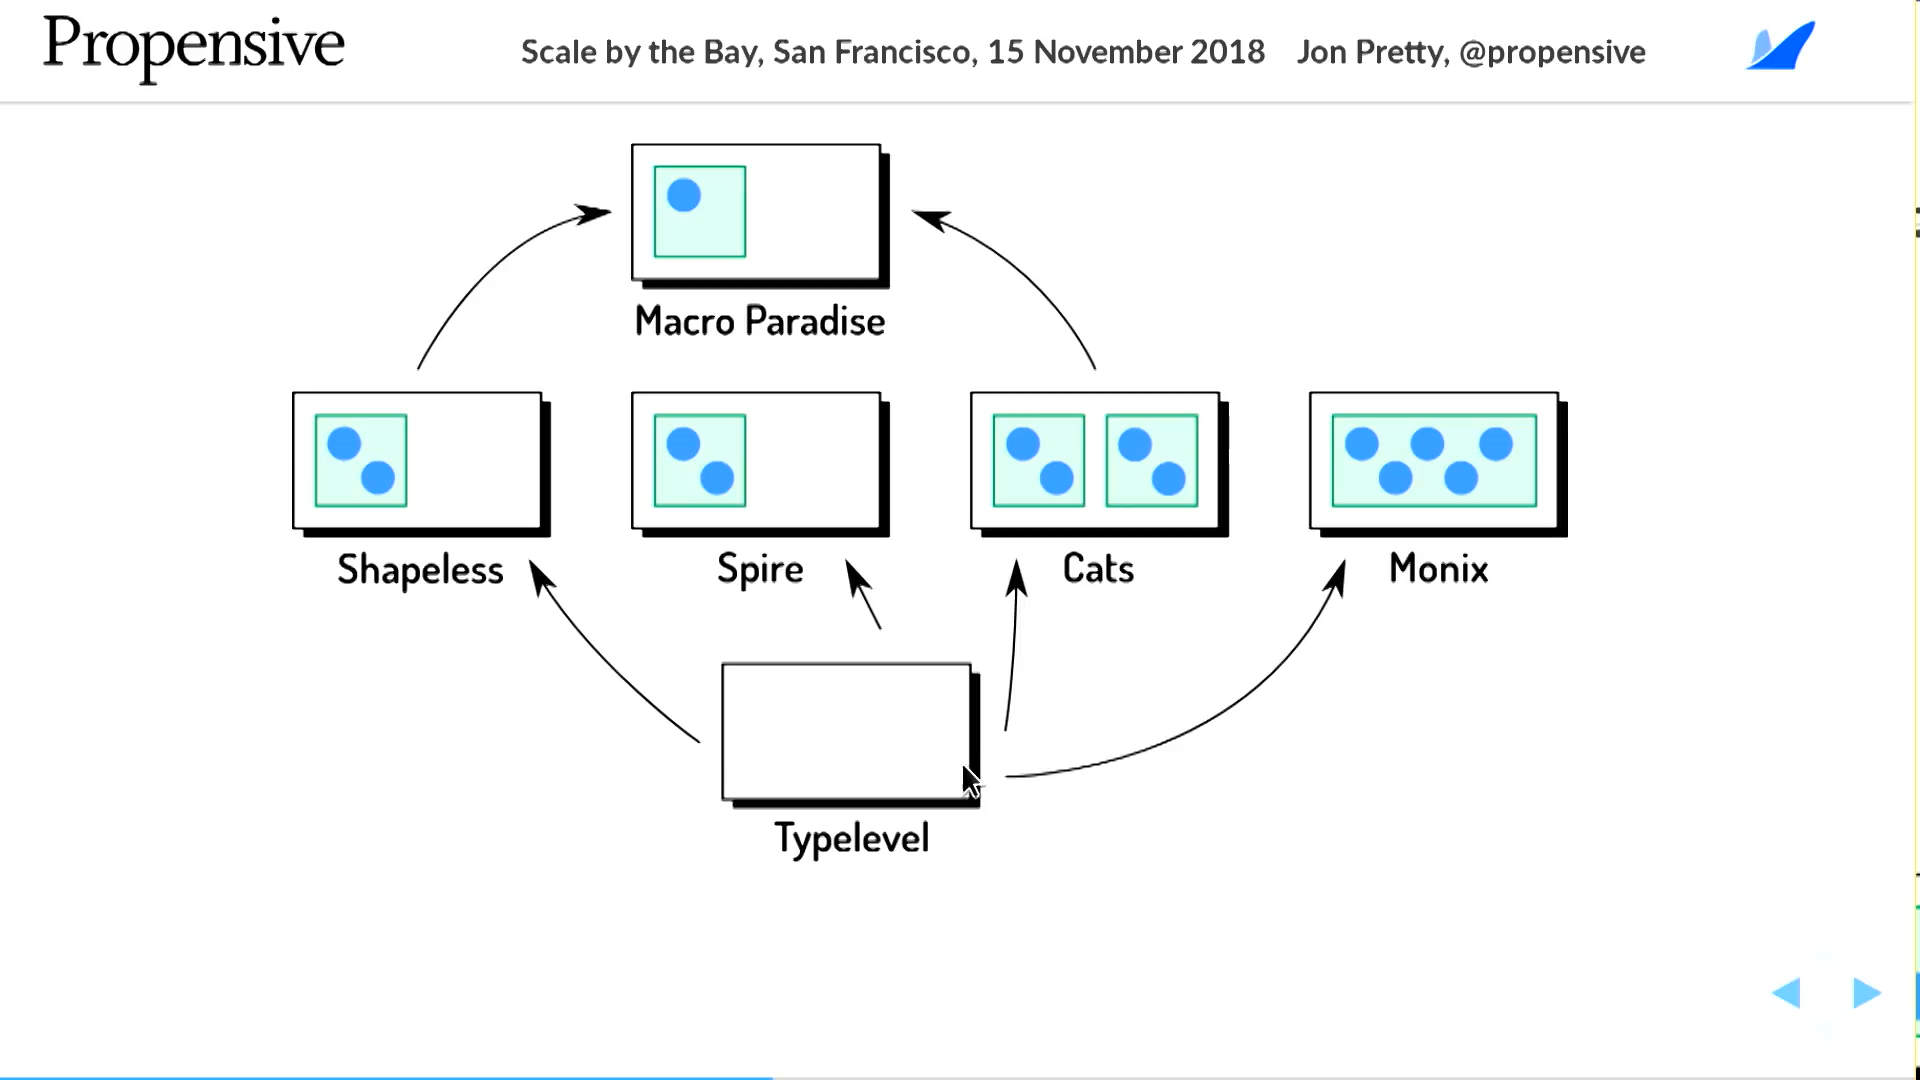 Propensive
Scale by the Bay, San Francisco, 15 November 2018 Jon Pretty, @propensive
Macro Paradise
Shapeless
Spire
Cats
Monix
Typelevel